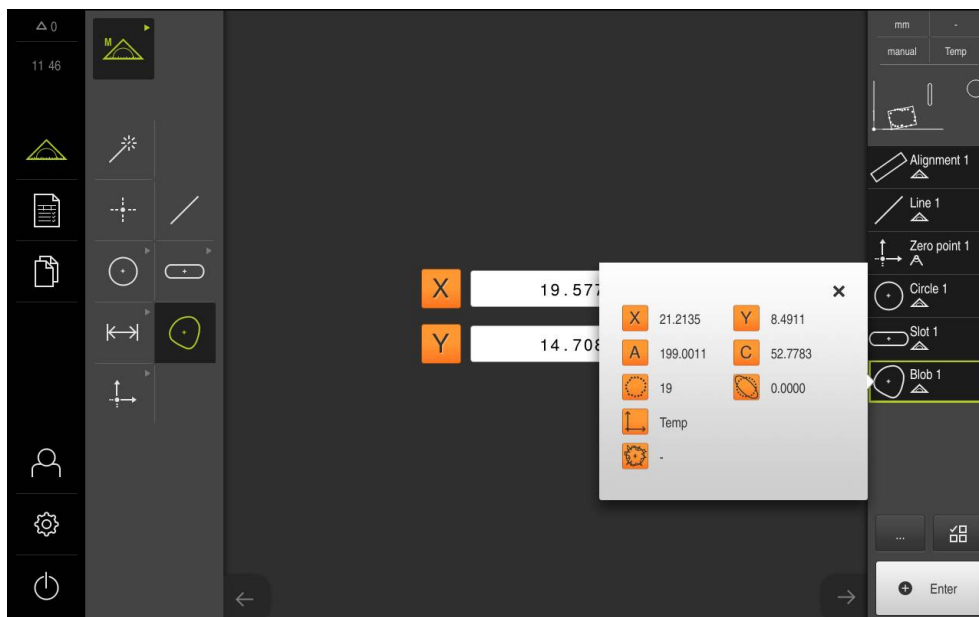 0
11 46
M
X 19.577
Y 14.708
X 21.2135 Y 8.4911
A 199.0011 C 52.7783
19 0.0000
Temp
-
mm -
manual Temp
Alignment 1
Line 1
Zero point 1
Circle 1
Slot 1
Blob 1
...
Enter